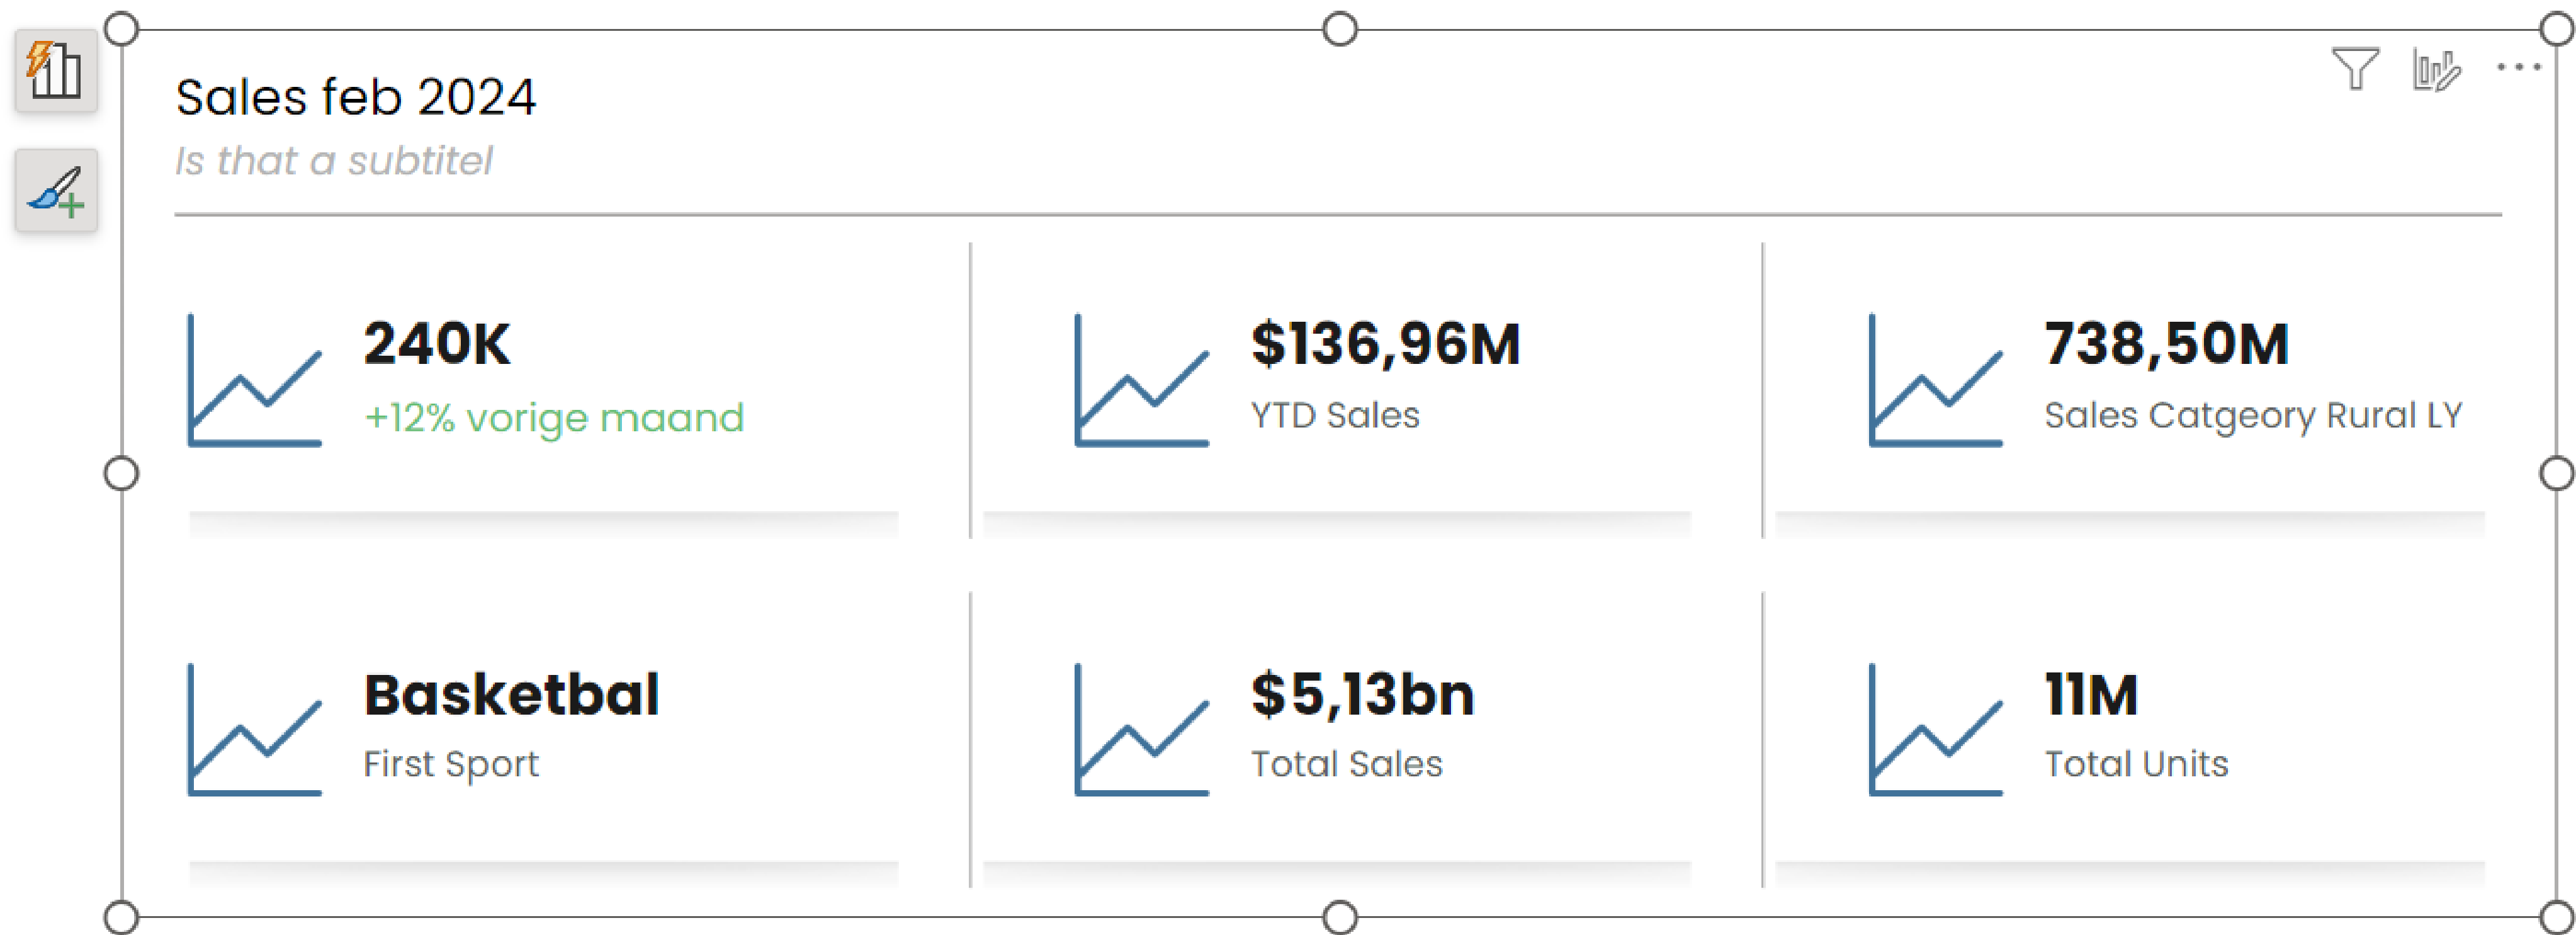 Sales feb 2024
Is that a subtitel
240K
+12% vorige maand
$136,96M
YTD Sales
738,50M
Sales Catgeory Rural LY
Basketbal
First Sport
$5,13bn
Total Sales
11M
Total Units